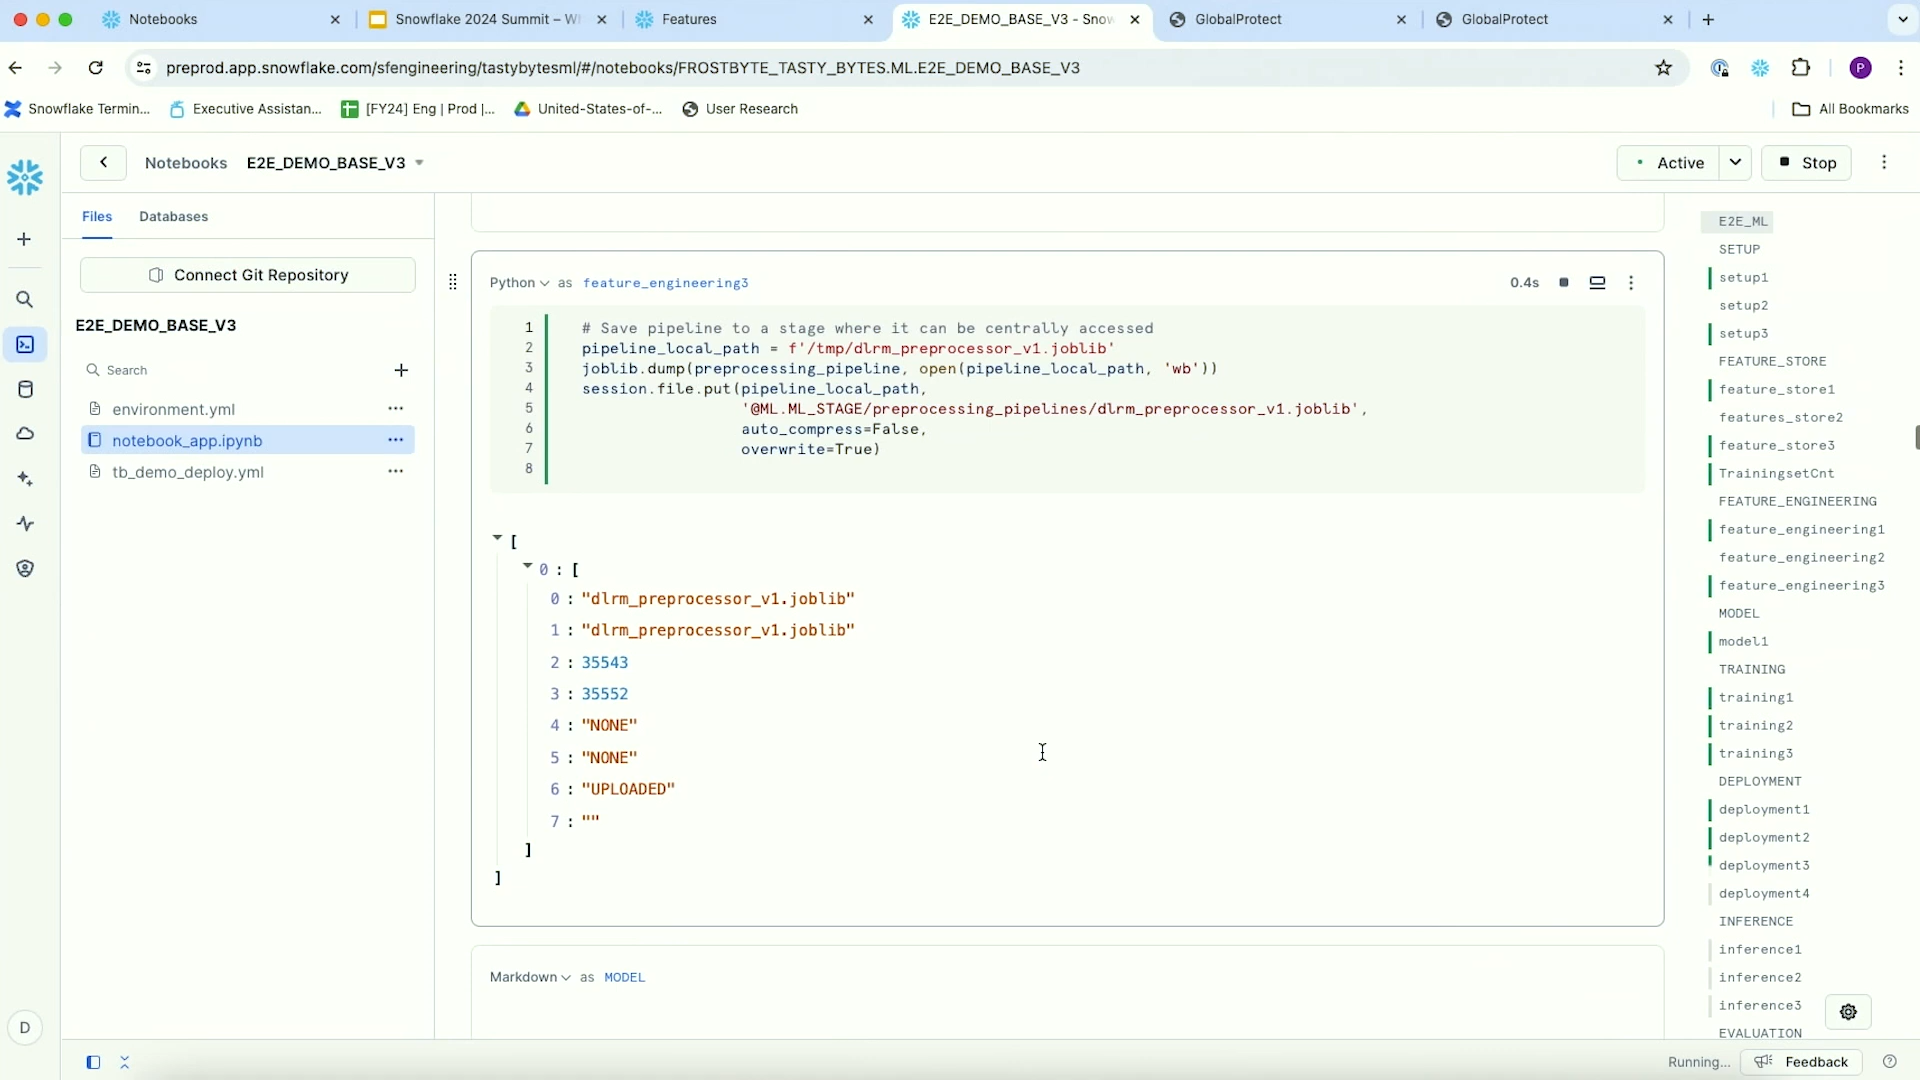 Notebooks
Snowflake 2024 Summit – W
Features
E2E_DEMO_BASE_V3 - Snow
GlobalProtect
GlobalProtect
preprod.app.snowflake.com/sfengineering/tastybytesml/#/notebooks/FROSTBYTE_TASTY_BYTES.ML.E2E_DEMO_BASE_V3
P
Snowflake Termin...
Executive Assistan...
[FY24] Eng | Prod |...
United-States-of-...
User Research
All Bookmarks
Notebooks
E2E_DEMO_BASE_V3
Active
Stop
Files
Databases
Connect Git Repository
E2E_DEMO_BASE_V3
Search
environment.yml
notebook_app.ipynb
tb_demo_deploy.yml
D
Python as feature_engineering3
0.4s
1 # Save pipeline to a stage where it can be centrally accessed
2 pipeline_local_path = f'/tmp/dlrm_preprocessor_v1.joblib'
3 joblib.dump(preprocessing_pipeline, open(pipeline_local_path, 'wb'))
4 session.file.put(pipeline_local_path,
5 '@ML.ML_STAGE/preprocessing_pipelines/dlrm_preprocessor_v1.joblib',
6 auto_compress=False,
7 overwrite=True)
8
[
0 : [
0 : "dlrm_preprocessor_v1.joblib"
1 : "dlrm_preprocessor_v1.joblib"
2 : 35543
3 : 35552
4 : "NONE"
5 : "NONE"
6 : "UPLOADED"
7 : ""
]
]
Markdown as MODEL
E2E_ML
SETUP
setup1
setup2
setup3
FEATURE_STORE
feature_store1
features_store2
feature_store3
TrainingsetCnt
FEATURE_ENGINEERING
feature_engineering1
feature_engineering2
feature_engineering3
MODEL
model1
TRAINING
training1
training2
training3
DEPLOYMENT
deployment1
deployment2
deployment3
deployment4
INFERENCE
inference1
inference2
inference3
EVALUATION
Running...
Feedback